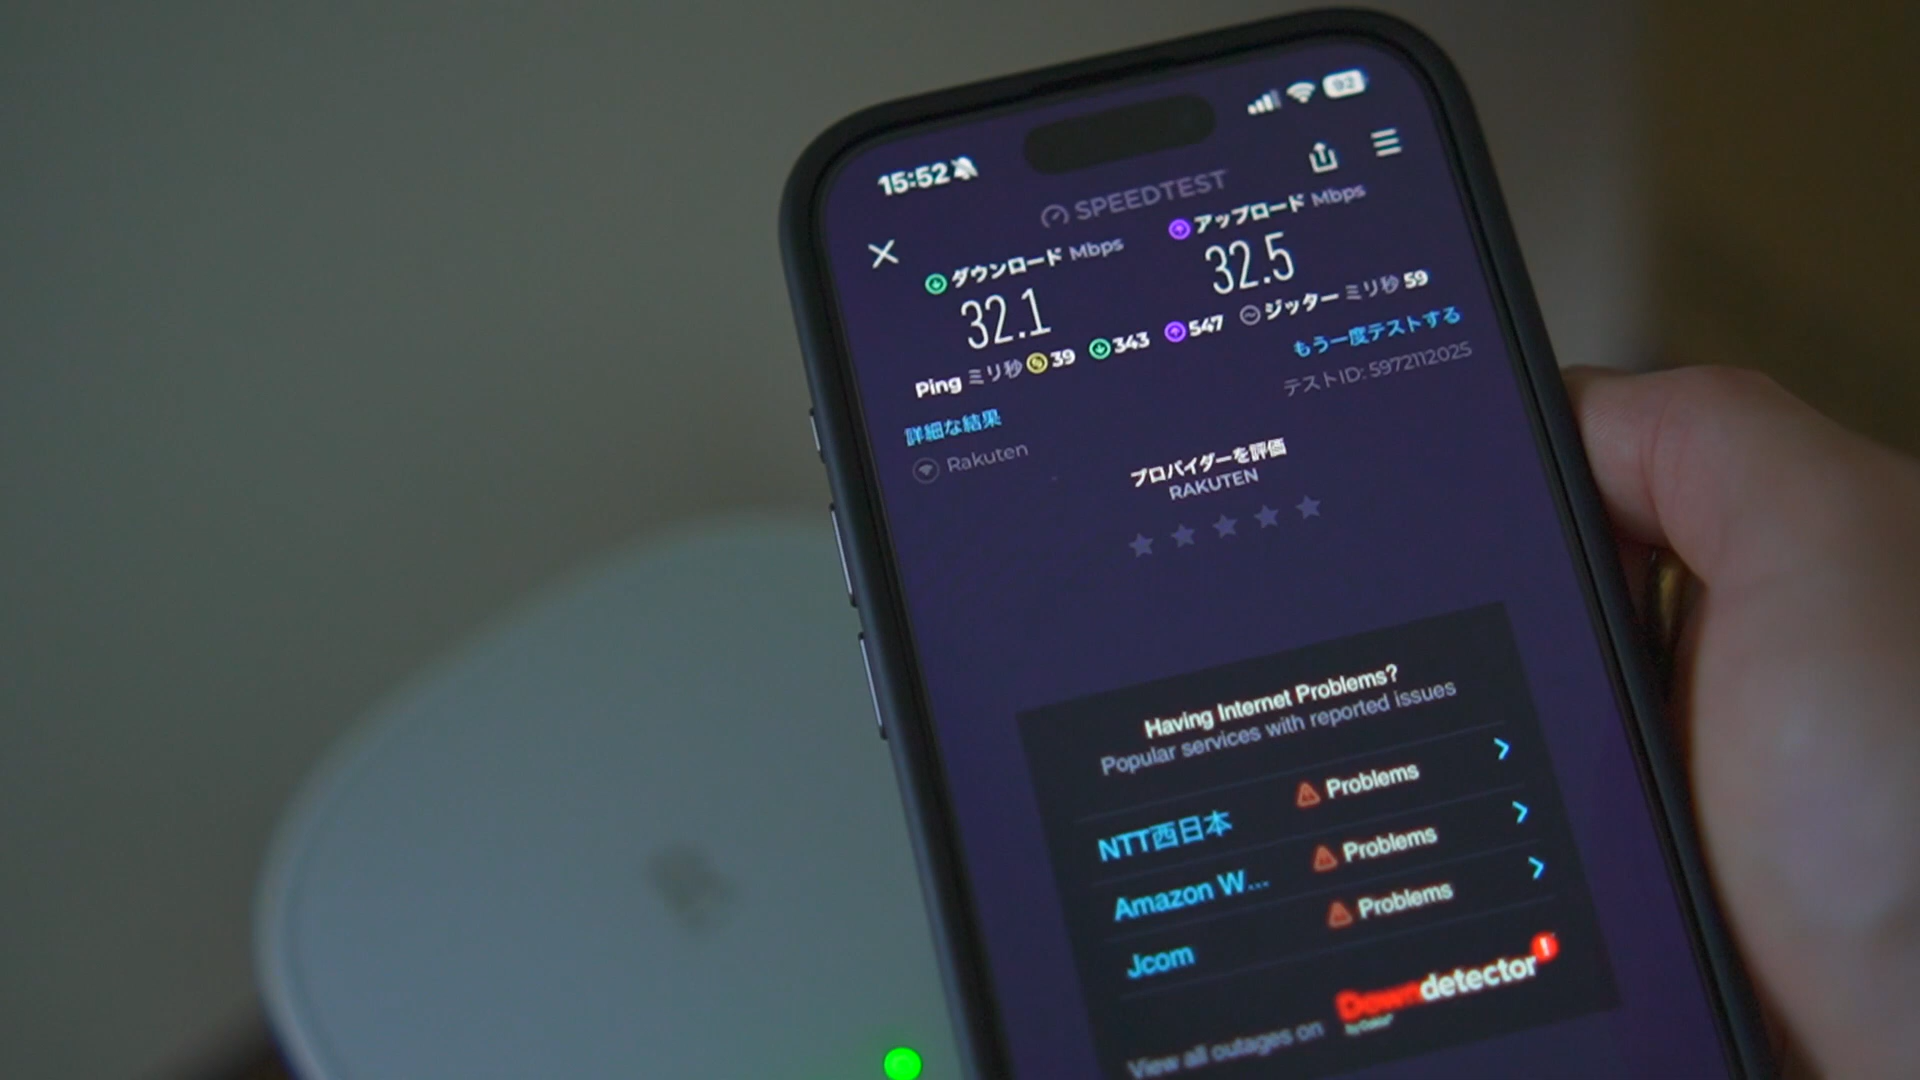 15:52
92
SPEEDTEST
ダウンロード Mbps
32.1
アップロード Mbps
32.5
Ping ミリ秒 39 343 547 ジッター ミリ秒 59
詳細な結果
もう一度テストする
Rakuten
テストID: 5972112025
プロバイダーを評価
RAKUTEN
Having Internet Problems?
Popular services with reported issues
NTT西日本 Problems
Amazon W... Problems
Jcom Problems
View all outages on Downdetector